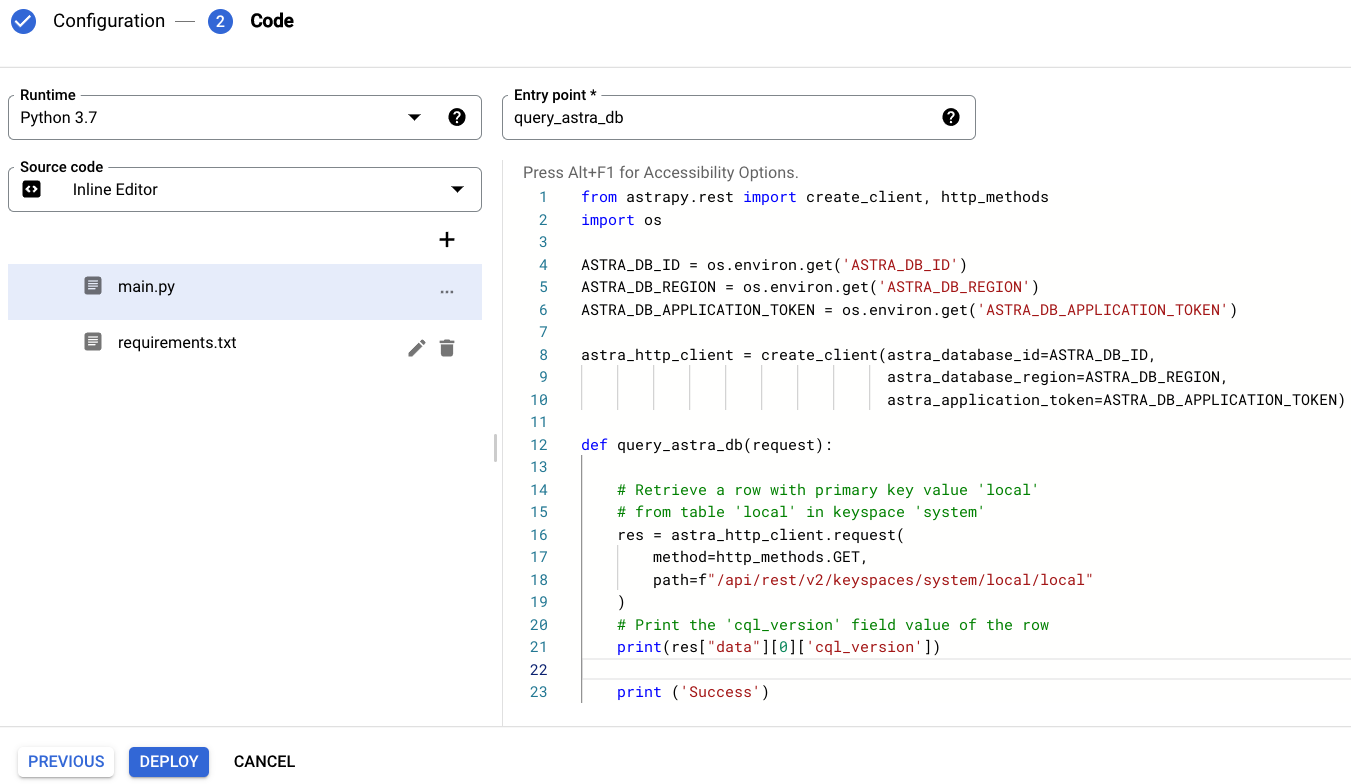 Configuration
2
Code
Runtime
Python 3.7
Entry point *
query_astra_db
Source code
Inline Editor
main.py
...
requirements.txt
Press Alt+F1 for Accessibility Options.
1 from astrapy.rest import create_client, http_methods
2 import os
3
4 ASTRA_DB_ID = os.environ.get('ASTRA_DB_ID')
5 ASTRA_DB_REGION = os.environ.get('ASTRA_DB_REGION')
6 ASTRA_DB_APPLICATION_TOKEN = os.environ.get('ASTRA_DB_APPLICATION_TOKEN')
7
8 astra_http_client = create_client(astra_database_id=ASTRA_DB_ID,
9 astra_database_region=ASTRA_DB_REGION,
10 astra_application_token=ASTRA_DB_APPLICATION_TOKEN)
11
12 def query_astra_db(request):
13
14 # Retrieve a row with primary key value 'local'
15 # from table 'local' in keyspace 'system'
16 res = astra_http_client.request(
17 method=http_methods.GET,
18 path=f"/api/rest/v2/keyspaces/system/local/local"
19 )
20 # Print the 'cql_version' field value of the row
21 print(res["data"][0]['cql_version'])
22
23 print ('Success')
PREVIOUS
DEPLOY
CANCEL